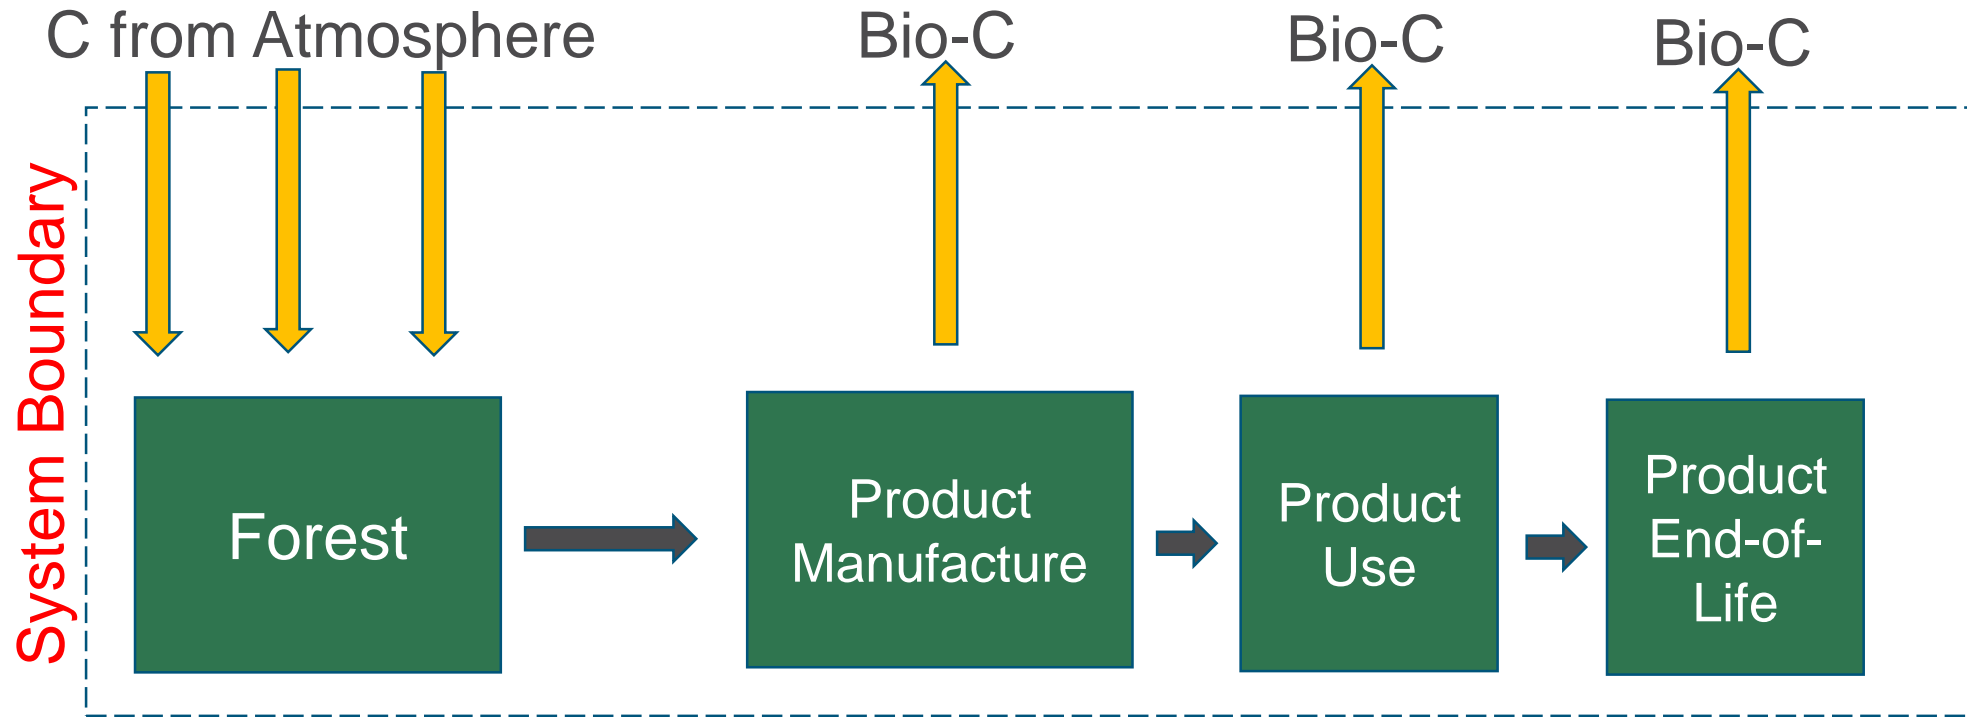 C from Atmosphere
Bio-C
Bio-C
Bio-C
System Boundary
Forest
Product
Manufacture
Product
Use
Product
End-of-
Life